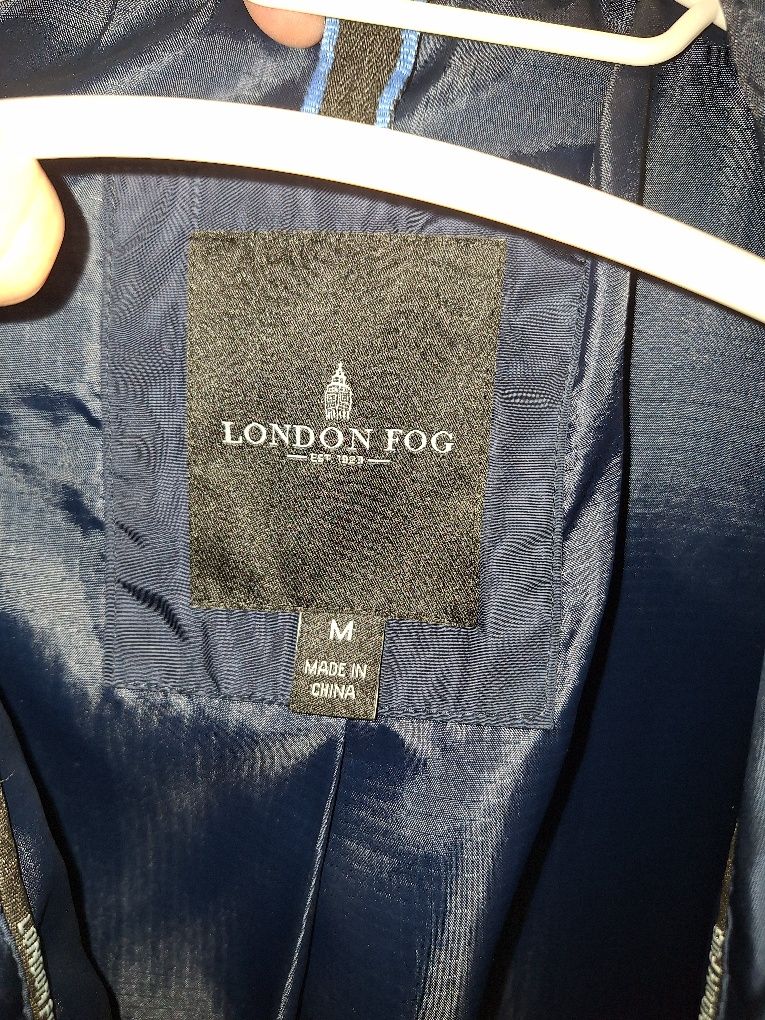 LONDON FOG
EST 1923
M
MADE IN
CHINA